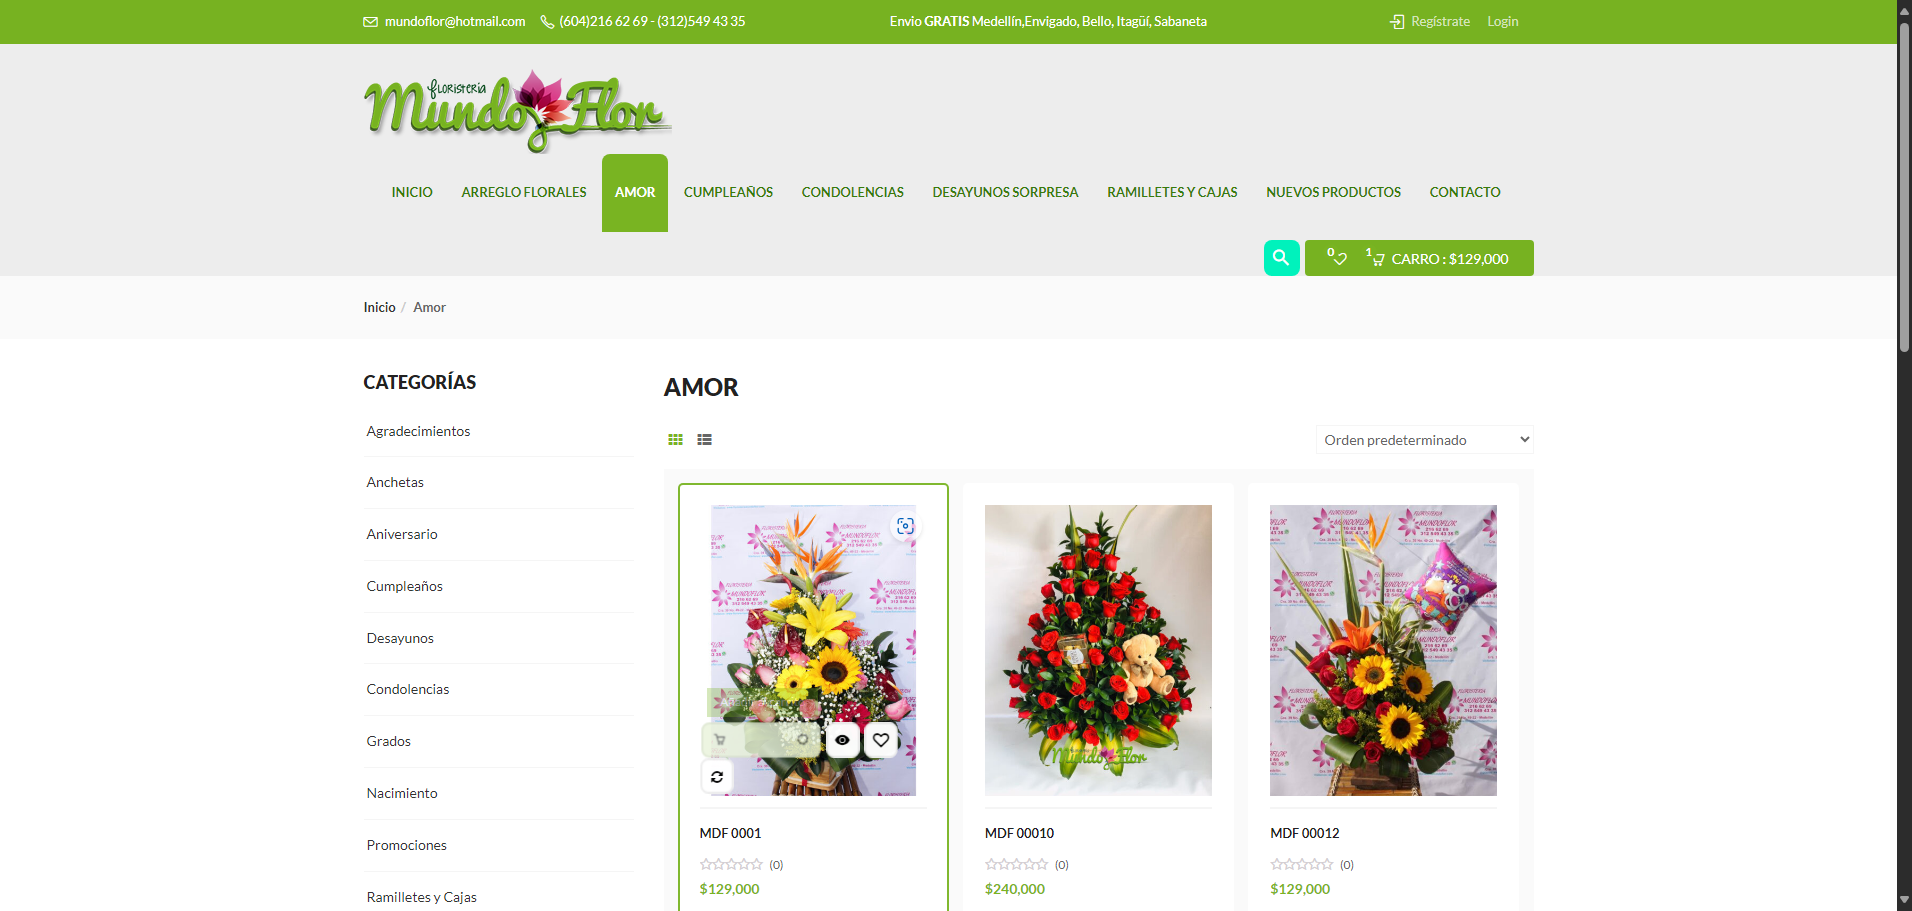 mundoflor@hotmail.com
(604)216 62 69 - (312)549 43 35
Envio GRATIS Medellín,Envigado, Bello, Itagüí, Sabaneta
Regístrate
Login
FLORISTERÍA
Mundo Flor
INICIO
ARREGLO FLORALES
AMOR
CUMPLEAÑOS
CONDOLENCIAS
DESAYUNOS SORPRESA
RAMILLETES Y CAJAS
NUEVOS PRODUCTOS
CONTACTO
0
1
CARRO : $129,000
Inicio / Amor
CATEGORÍAS
Agradecimientos
Anchetas
Aniversario
Cumpleaños
Desayunos
Condolencias
Grados
Nacimiento
Promociones
Ramilletes y Cajas
AMOR
Orden predeterminado
MundoFlor
MDF 0001
(0)
$129,000
MDF 00010
(0)
$240,000
MDF 00012
(0)
$129,000